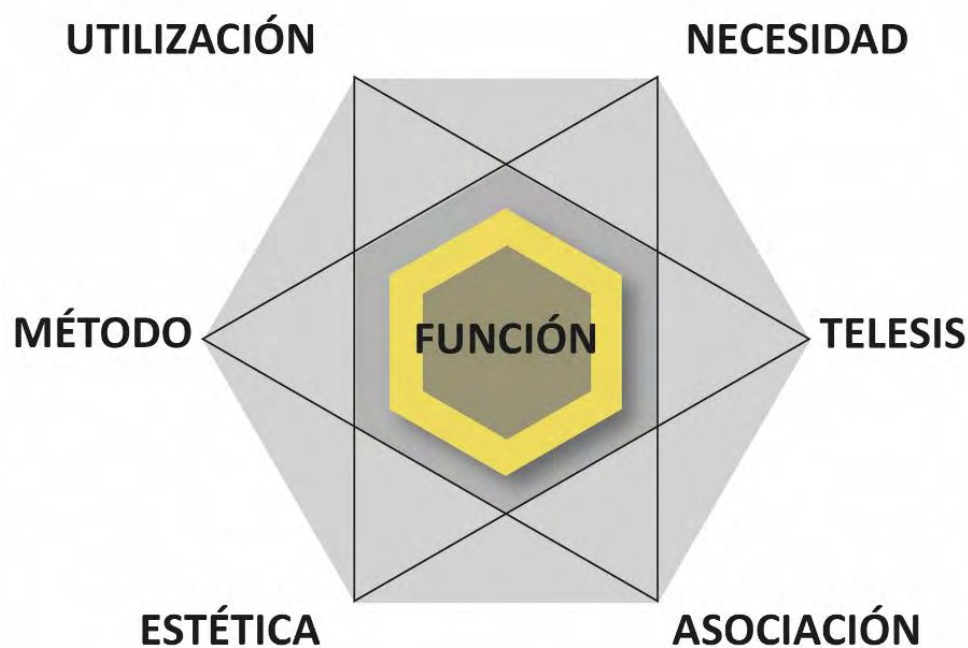 UTILIZACIÓN
NECESIDAD
MÉTODO
FUNCIÓN
TELESIS
ESTÉTICA
ASOCIACIÓN